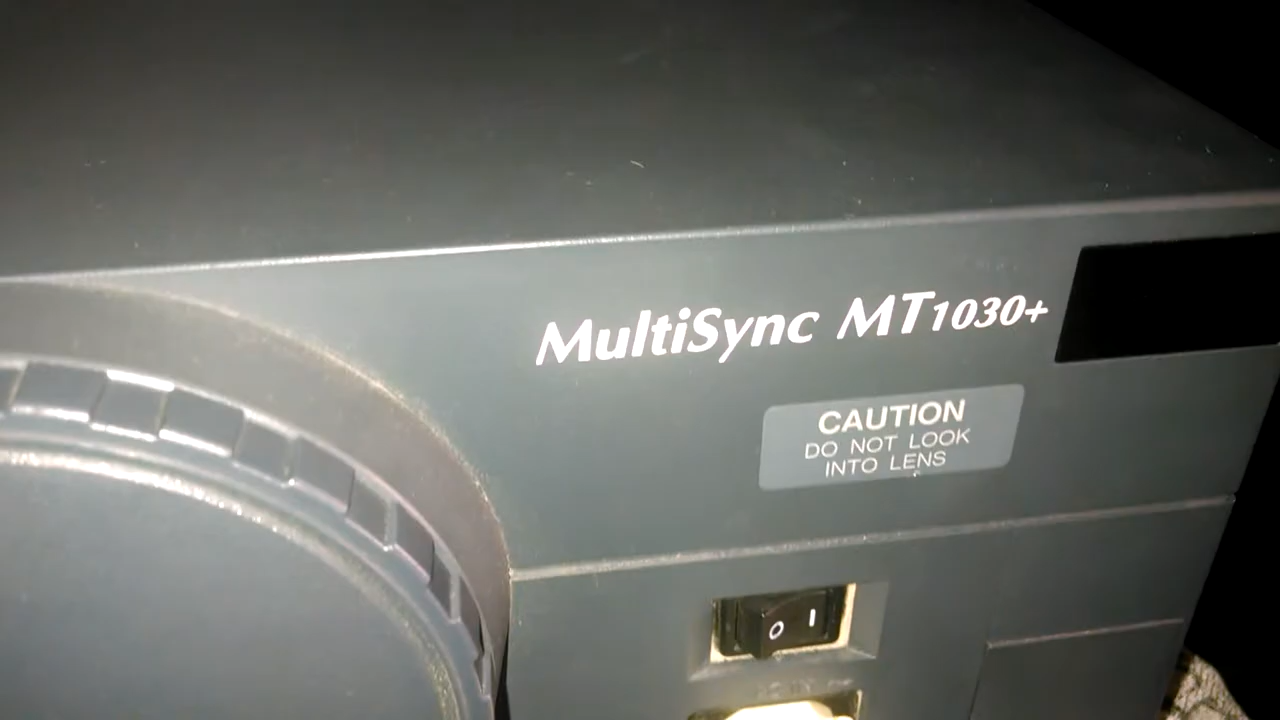 MultiSync MT1030+
CAUTION
DO NOT LOOK
INTO LENS
O I